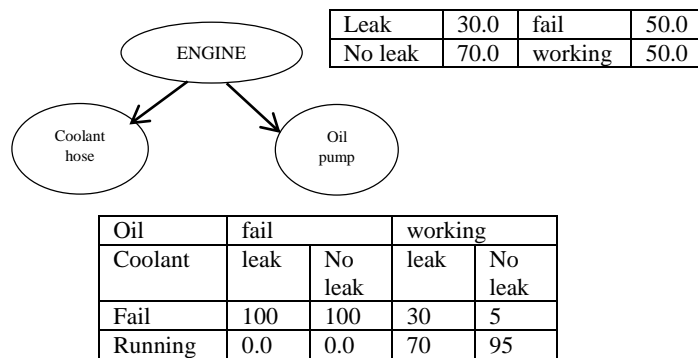 Leak 30.0 fail 50.0
No leak 70.0 working 50.0
ENGINE
Coolant
hose
Oil
pump
Oil fail working
Coolant leak No leak leak No leak
Fail 100 100 30 5
Running 0.0 0.0 70 95